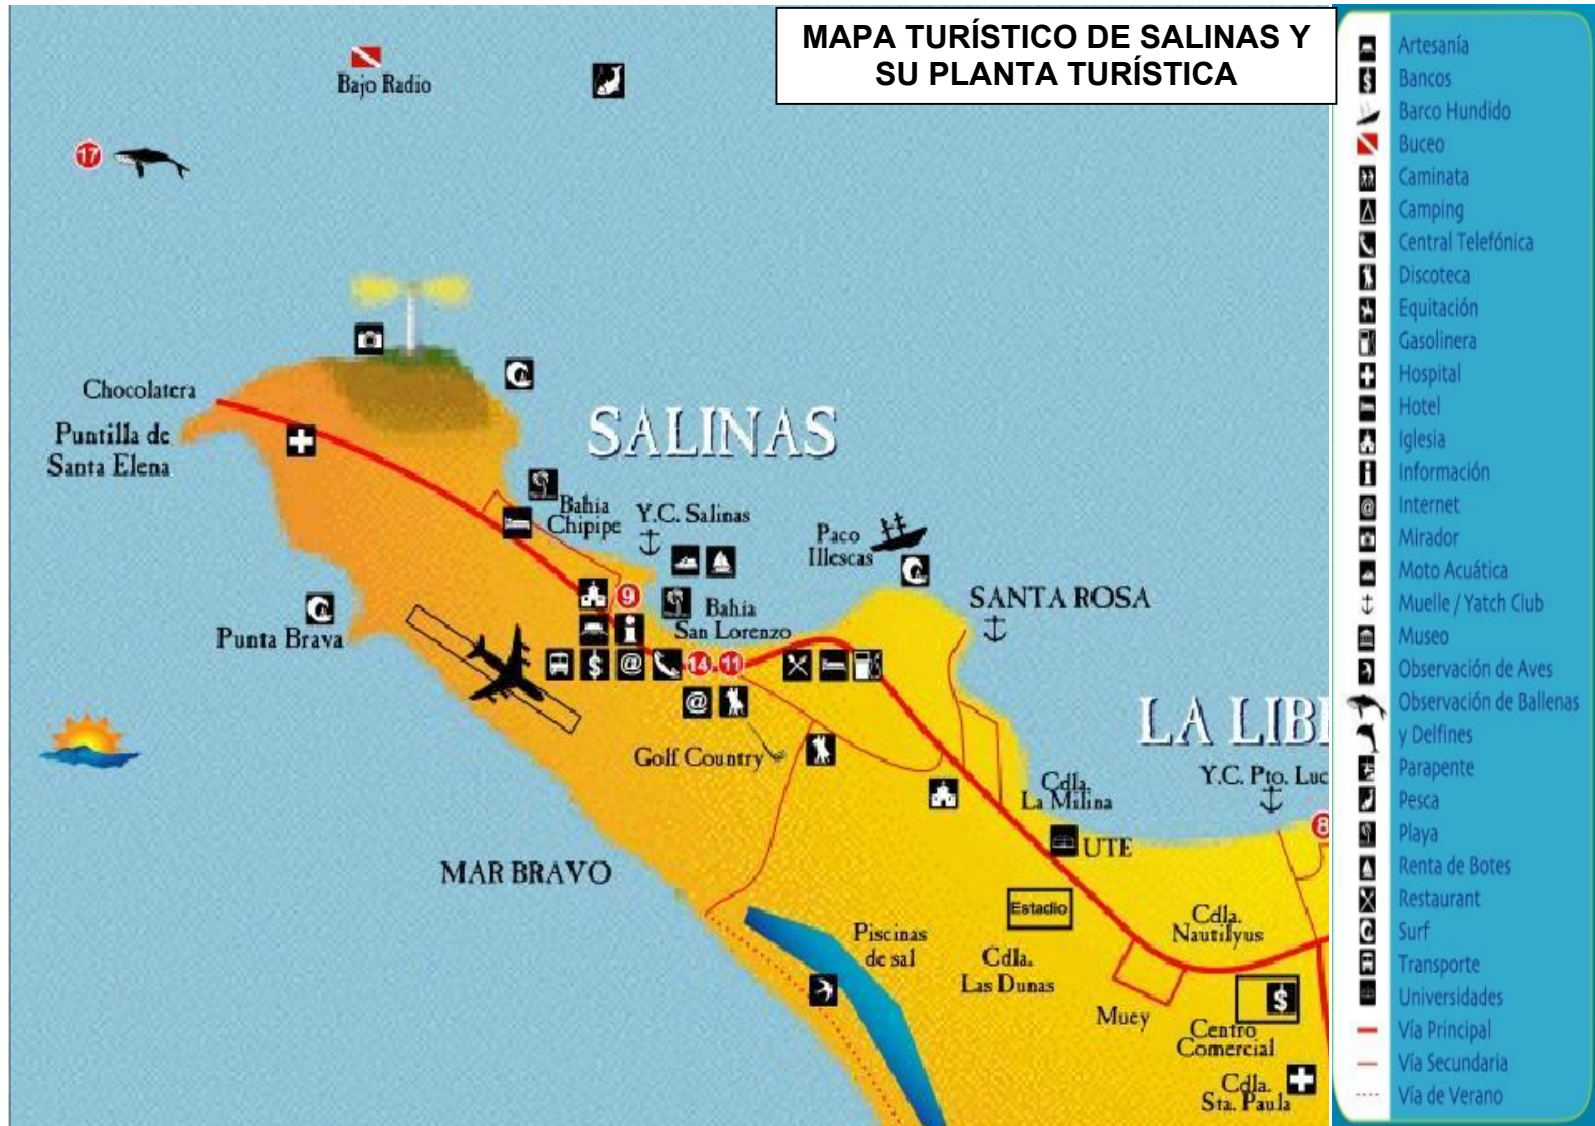 MAPA TURÍSTICO DE SALINAS Y
SU PLANTA TURÍSTICA
Bajo Radio
17
Chocolatera
Puntilla de
Santa Elena
SALINAS
Bahia
Chipipe
Y.C. Salinas
Paco
Illescas
SANTA ROSA
9
Bahia
San Lorenzo
Punta Brava
14
11
Golf Country
LA LIB
Y.C. Pto. Luc
8
Cdla.
La Milina
UTE
MAR BRAVO
Estadio
Piscinas
de sal
Cdla.
Las Dunas
Cdla.
Nautilyus
Muey
Centro
Comercial
Cdla.
Sta. Paula
Artesanía
Bancos
Barco Hundido
Buceo
Caminata
Camping
Central Telefónica
Discoteca
Equitación
Gasolinera
Hospital
Hotel
Iglesia
Información
Internet
Mirador
Moto Acuática
Muelle / Yatch Club
Museo
Observación de Aves
Observación de Ballenas
y Delfines
Parapente
Pesca
Playa
Renta de Botes
Restaurant
Surf
Transporte
Universidades
Vía Principal
Vía Secundaria
Vía de Verano